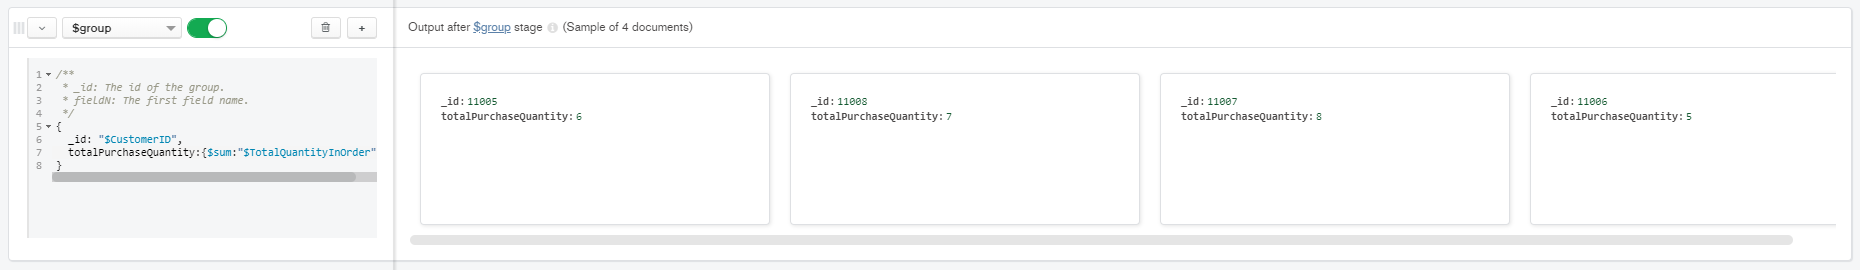 $group
+
Output after $group stage (Sample of 4 documents)
1 /**
2 * _id: The id of the group.
3 * fieldN: The first field name.
4 */
5 {
6 _id: "$CustomerID",
7 totalPurchaseQuantity:{$sum:"$TotalQuantityInOrder"
8 }
_id: 11005
totalPurchaseQuantity: 6
_id: 11008
totalPurchaseQuantity: 7
_id: 11007
totalPurchaseQuantity: 8
_id: 11006
totalPurchaseQuantity: 5